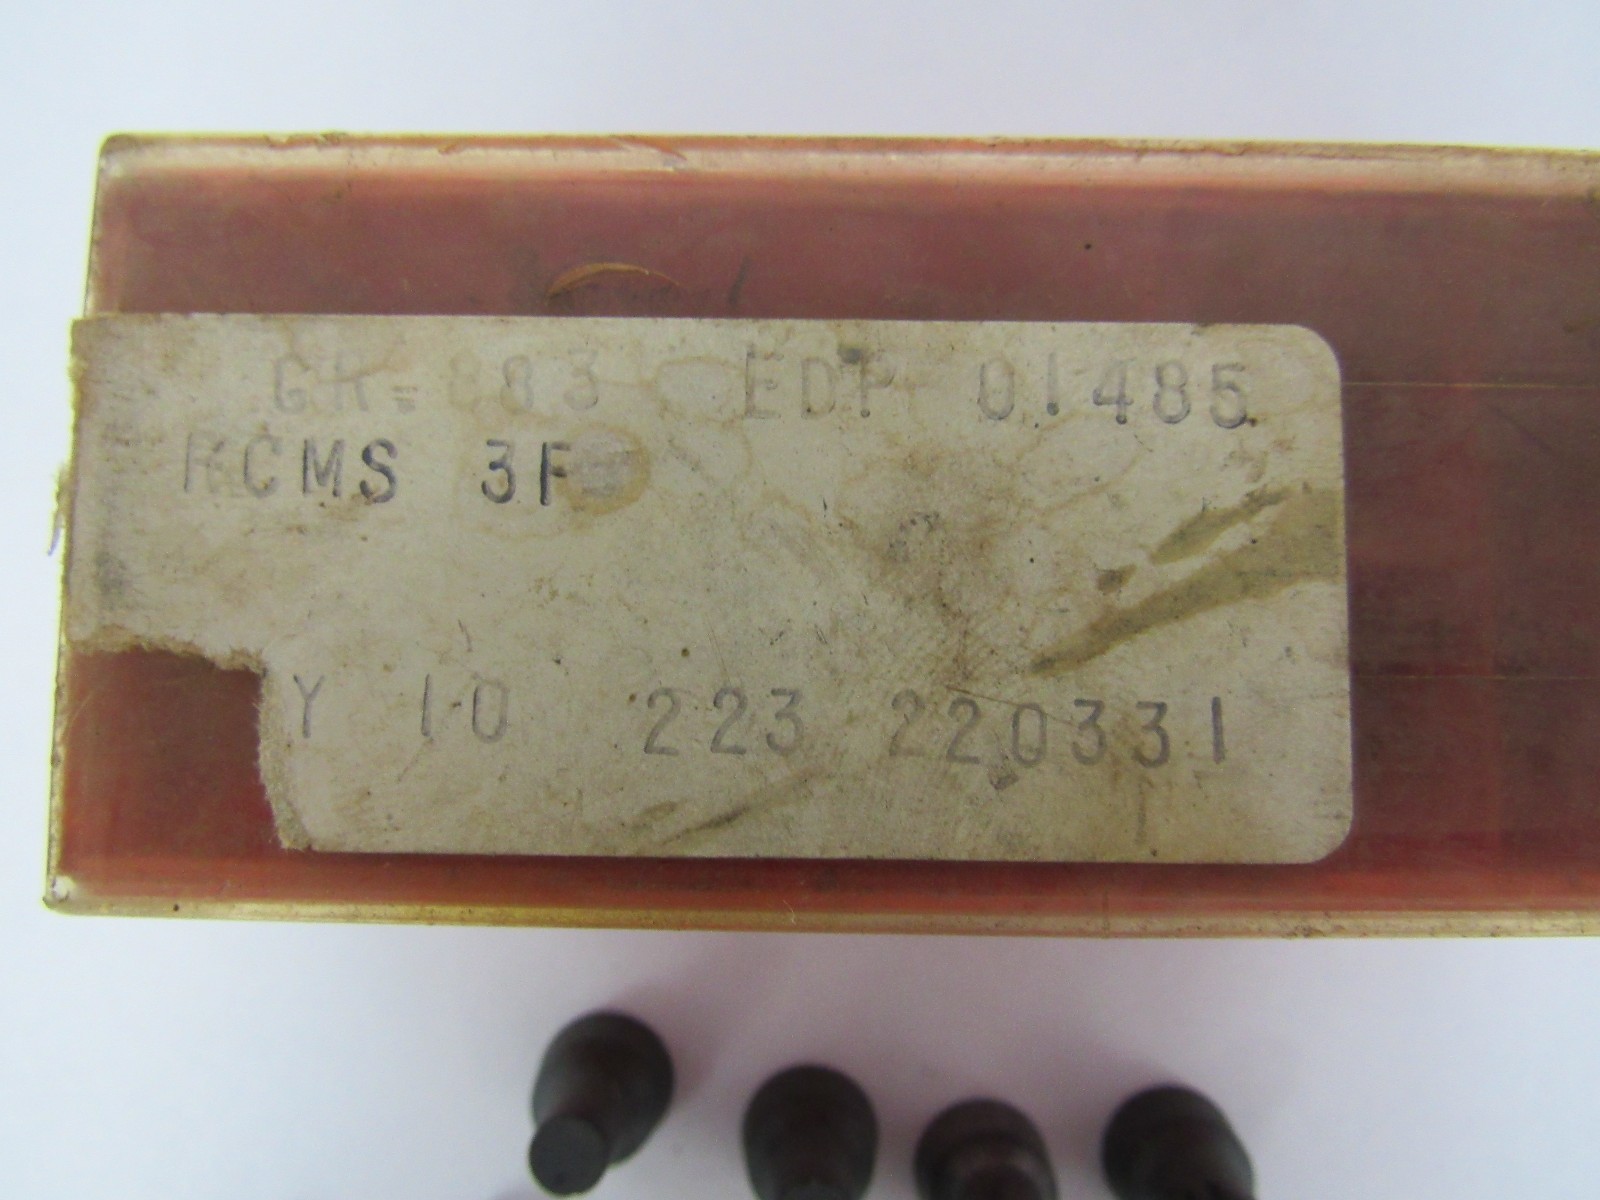 GR= 883 EDP 01485
RCMS 3F
Y 10 223 220331